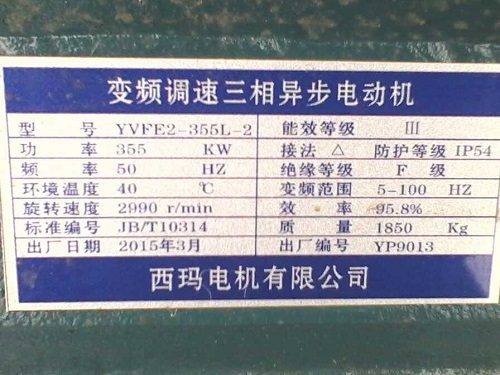 变频调速三相异步电动机
型号 YVFE2-355L-2 能效等级 III
功率 355 KW 接法 △ 防护等级 IP54
频率 50 HZ 绝缘等级 F 级
环境温度 40 ℃ 变频范围 5-100 HZ
旋转速度 2990 r/min 效率 95.8%
标准编号 JB/T10314 质量 1850 Kg
出厂日期 2015年3月 出厂编号 YP9013
西玛电机有限公司